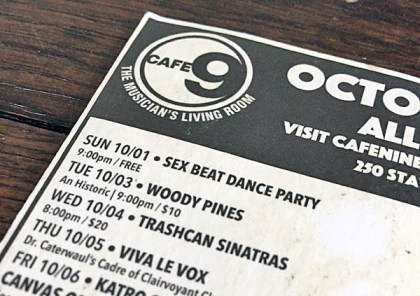 CAFE 9
THE MUSICIAN'S LIVING ROOM
OCTO
ALL
VISIT CAFENINE
250 STA
SUN 10/01 • SEX BEAT DANCE PARTY
9:00pm / FREE
TUE 10/03 • WOODY PINES
An Historic | 9:00pm / $10
WED 10/04 • TRASHCAN SINATRAS
8:00pm / $20
THU 10/05 • VIVA LE VOX
Dr. Caterwaul's Cadre of Clairvoyant Cl
FRI 10/06 • KATRO
CANVAS